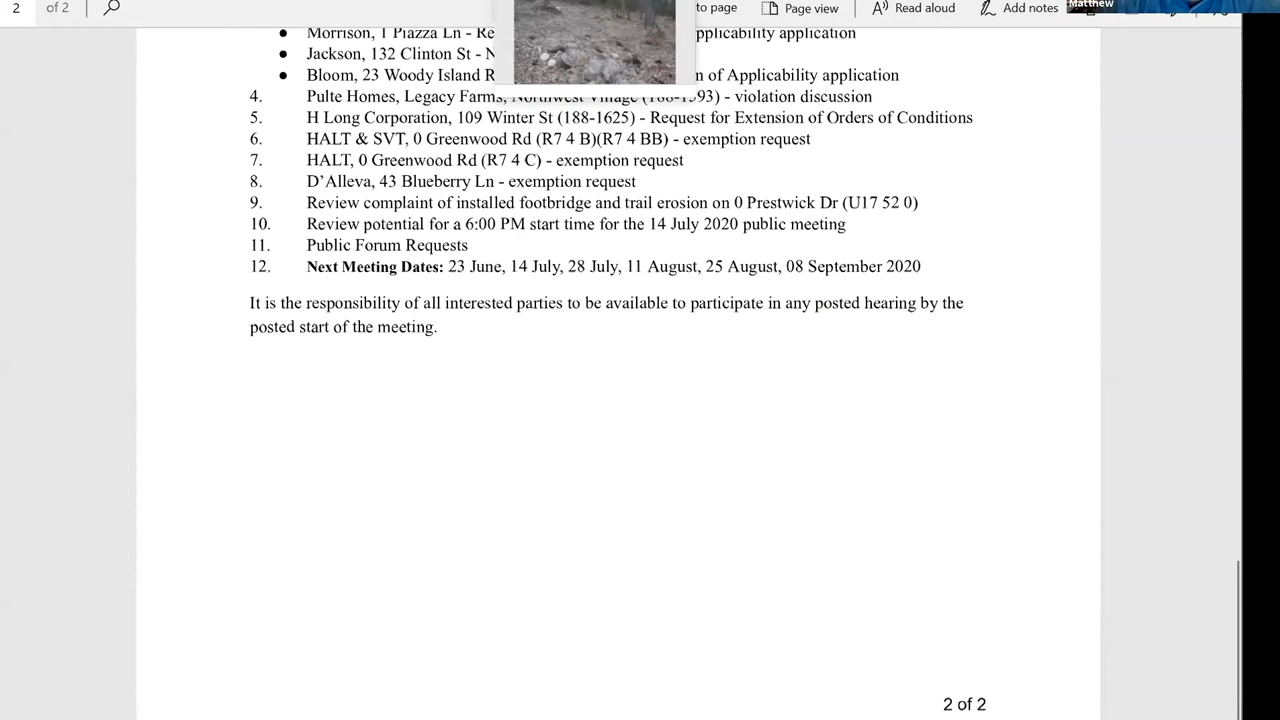 2 of 2 to page Page view Read aloud Add notes Matthew
• Morrison, 1 Piazza Ln - Re pplicability application
• Jackson, 132 Clinton St - N
• Bloom, 23 Woody Island R n of Applicability application
4. Pulte Homes, Legacy Farms, Northwest Village (188-1593) - violation discussion
5. H Long Corporation, 109 Winter St (188-1625) - Request for Extension of Orders of Conditions
6. HALT & SVT, 0 Greenwood Rd (R7 4 B)(R7 4 BB) - exemption request
7. HALT, 0 Greenwood Rd (R7 4 C) - exemption request
8. D’Alleva, 43 Blueberry Ln - exemption request
9. Review complaint of installed footbridge and trail erosion on 0 Prestwick Dr (U17 52 0)
10. Review potential for a 6:00 PM start time for the 14 July 2020 public meeting
11. Public Forum Requests
12. Next Meeting Dates: 23 June, 14 July, 28 July, 11 August, 25 August, 08 September 2020
It is the responsibility of all interested parties to be available to participate in any posted hearing by the
posted start of the meeting.
2 of 2